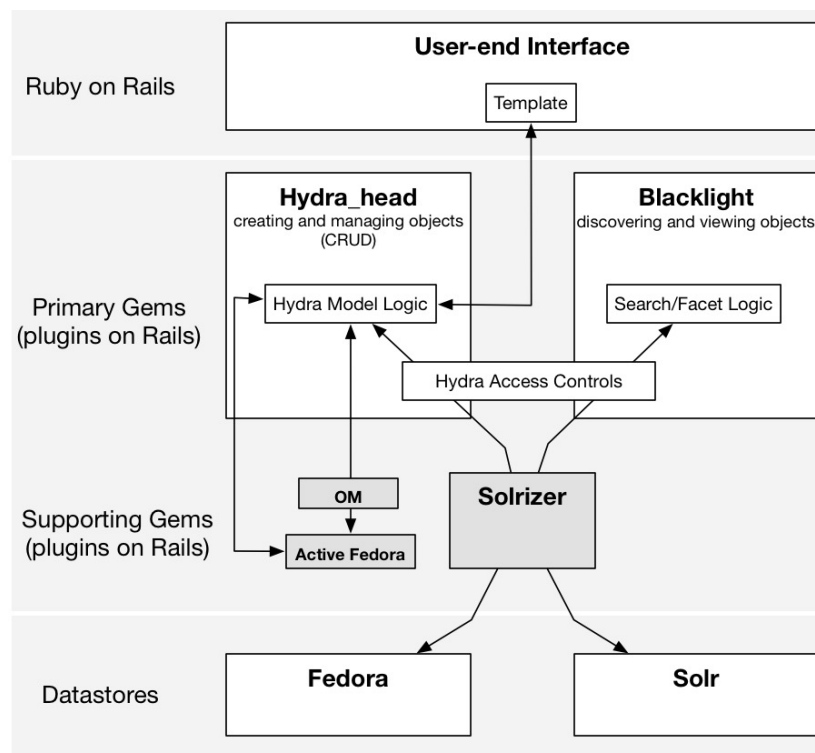 User-end Interface
Ruby on Rails
Template
Hydra_head
creating and managing objects
(CRUD)
Blacklight
discovering and viewing objects
Primary Gems
(plugins on Rails)
Hydra Model Logic
Search/Facet Logic
Hydra Access Controls
Supporting Gems
(plugins on Rails)
OM
Active Fedora
Solrizer
Datastores
Fedora
Solr